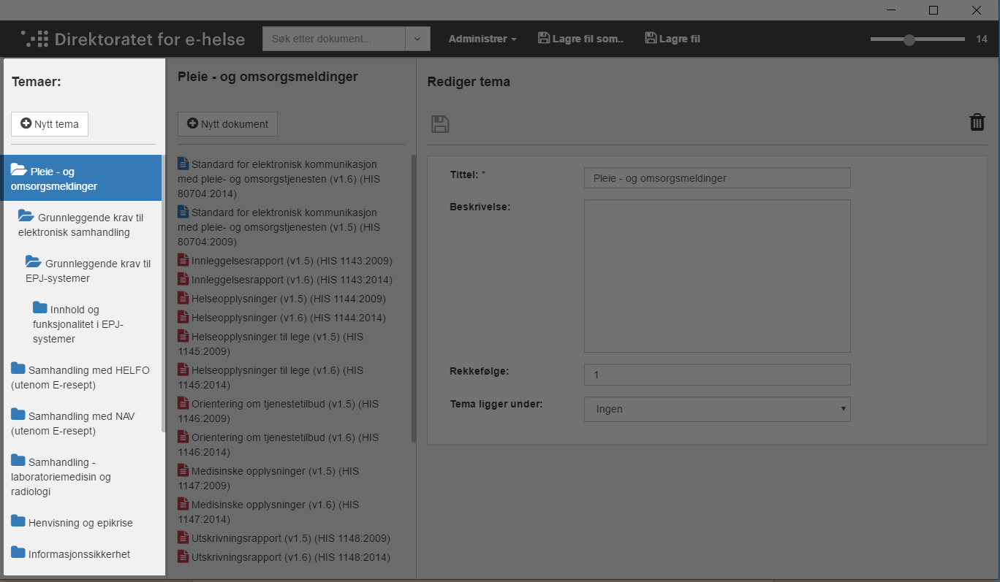 Direktoratet for e-helse
Søk etter dokument...
Administrer
Lagre fil som..
Lagre fil
14
Temaer:
Nytt tema
Pleie - og
omsorgsmeldinger
Grunnleggende krav til
elektronisk samhandling
Grunnleggende krav til
EPJ-systemer
Innhold og
funksjonalitet i EPJ-
systemer
Samhandling med HELFO
(utenom E-resept)
Samhandling med NAV
(utenom E-resept)
Samhandling -
laboratoriemedisin og
radiologi
Henvisning og epikrise
Informasjonssikkerhet
Pleie - og omsorgsmeldinger
Nytt dokument
Standard for elektronisk kommunikasjon
med pleie- og omsorgstjenesten (v1.6) (HIS
80704:2014)
Standard for elektronisk kommunikasjon
med pleie- og omsorgstjenesten (v1.5) (HIS
80704:2009)
Innleggelsesrapport (v1.5) (HIS 1143:2009)
Innleggelsesrapport (v1.6) (HIS 1143:2014)
Helseopplysninger (v1.5) (HIS 1144:2009)
Helseopplysninger (v1.6) (HIS 1144:2014)
Helseopplysninger til lege (v1.5) (HIS
1145:2009)
Helseopplysninger til lege (v1.6) (HIS
1145:2014)
Orientering om tjenestetilbud (v1.5) (HIS
1146:2009)
Orientering om tjenestetilbud (v1.6) (HIS
1146:2014)
Medisinske opplysninger (v1.5) (HIS
1147:2009)
Medisinske opplysninger (v1.6) (HIS
1147:2014)
Utskrivningsrapport (v1.5) (HIS 1148:2009)
Utskrivningsrapport (v1.6) (HIS 1148:2014)
Rediger tema
Tittel: *
Pleie - og omsorgsmeldinger
Beskrivelse:
Rekkefølge:
1
Tema ligger under:
Ingen